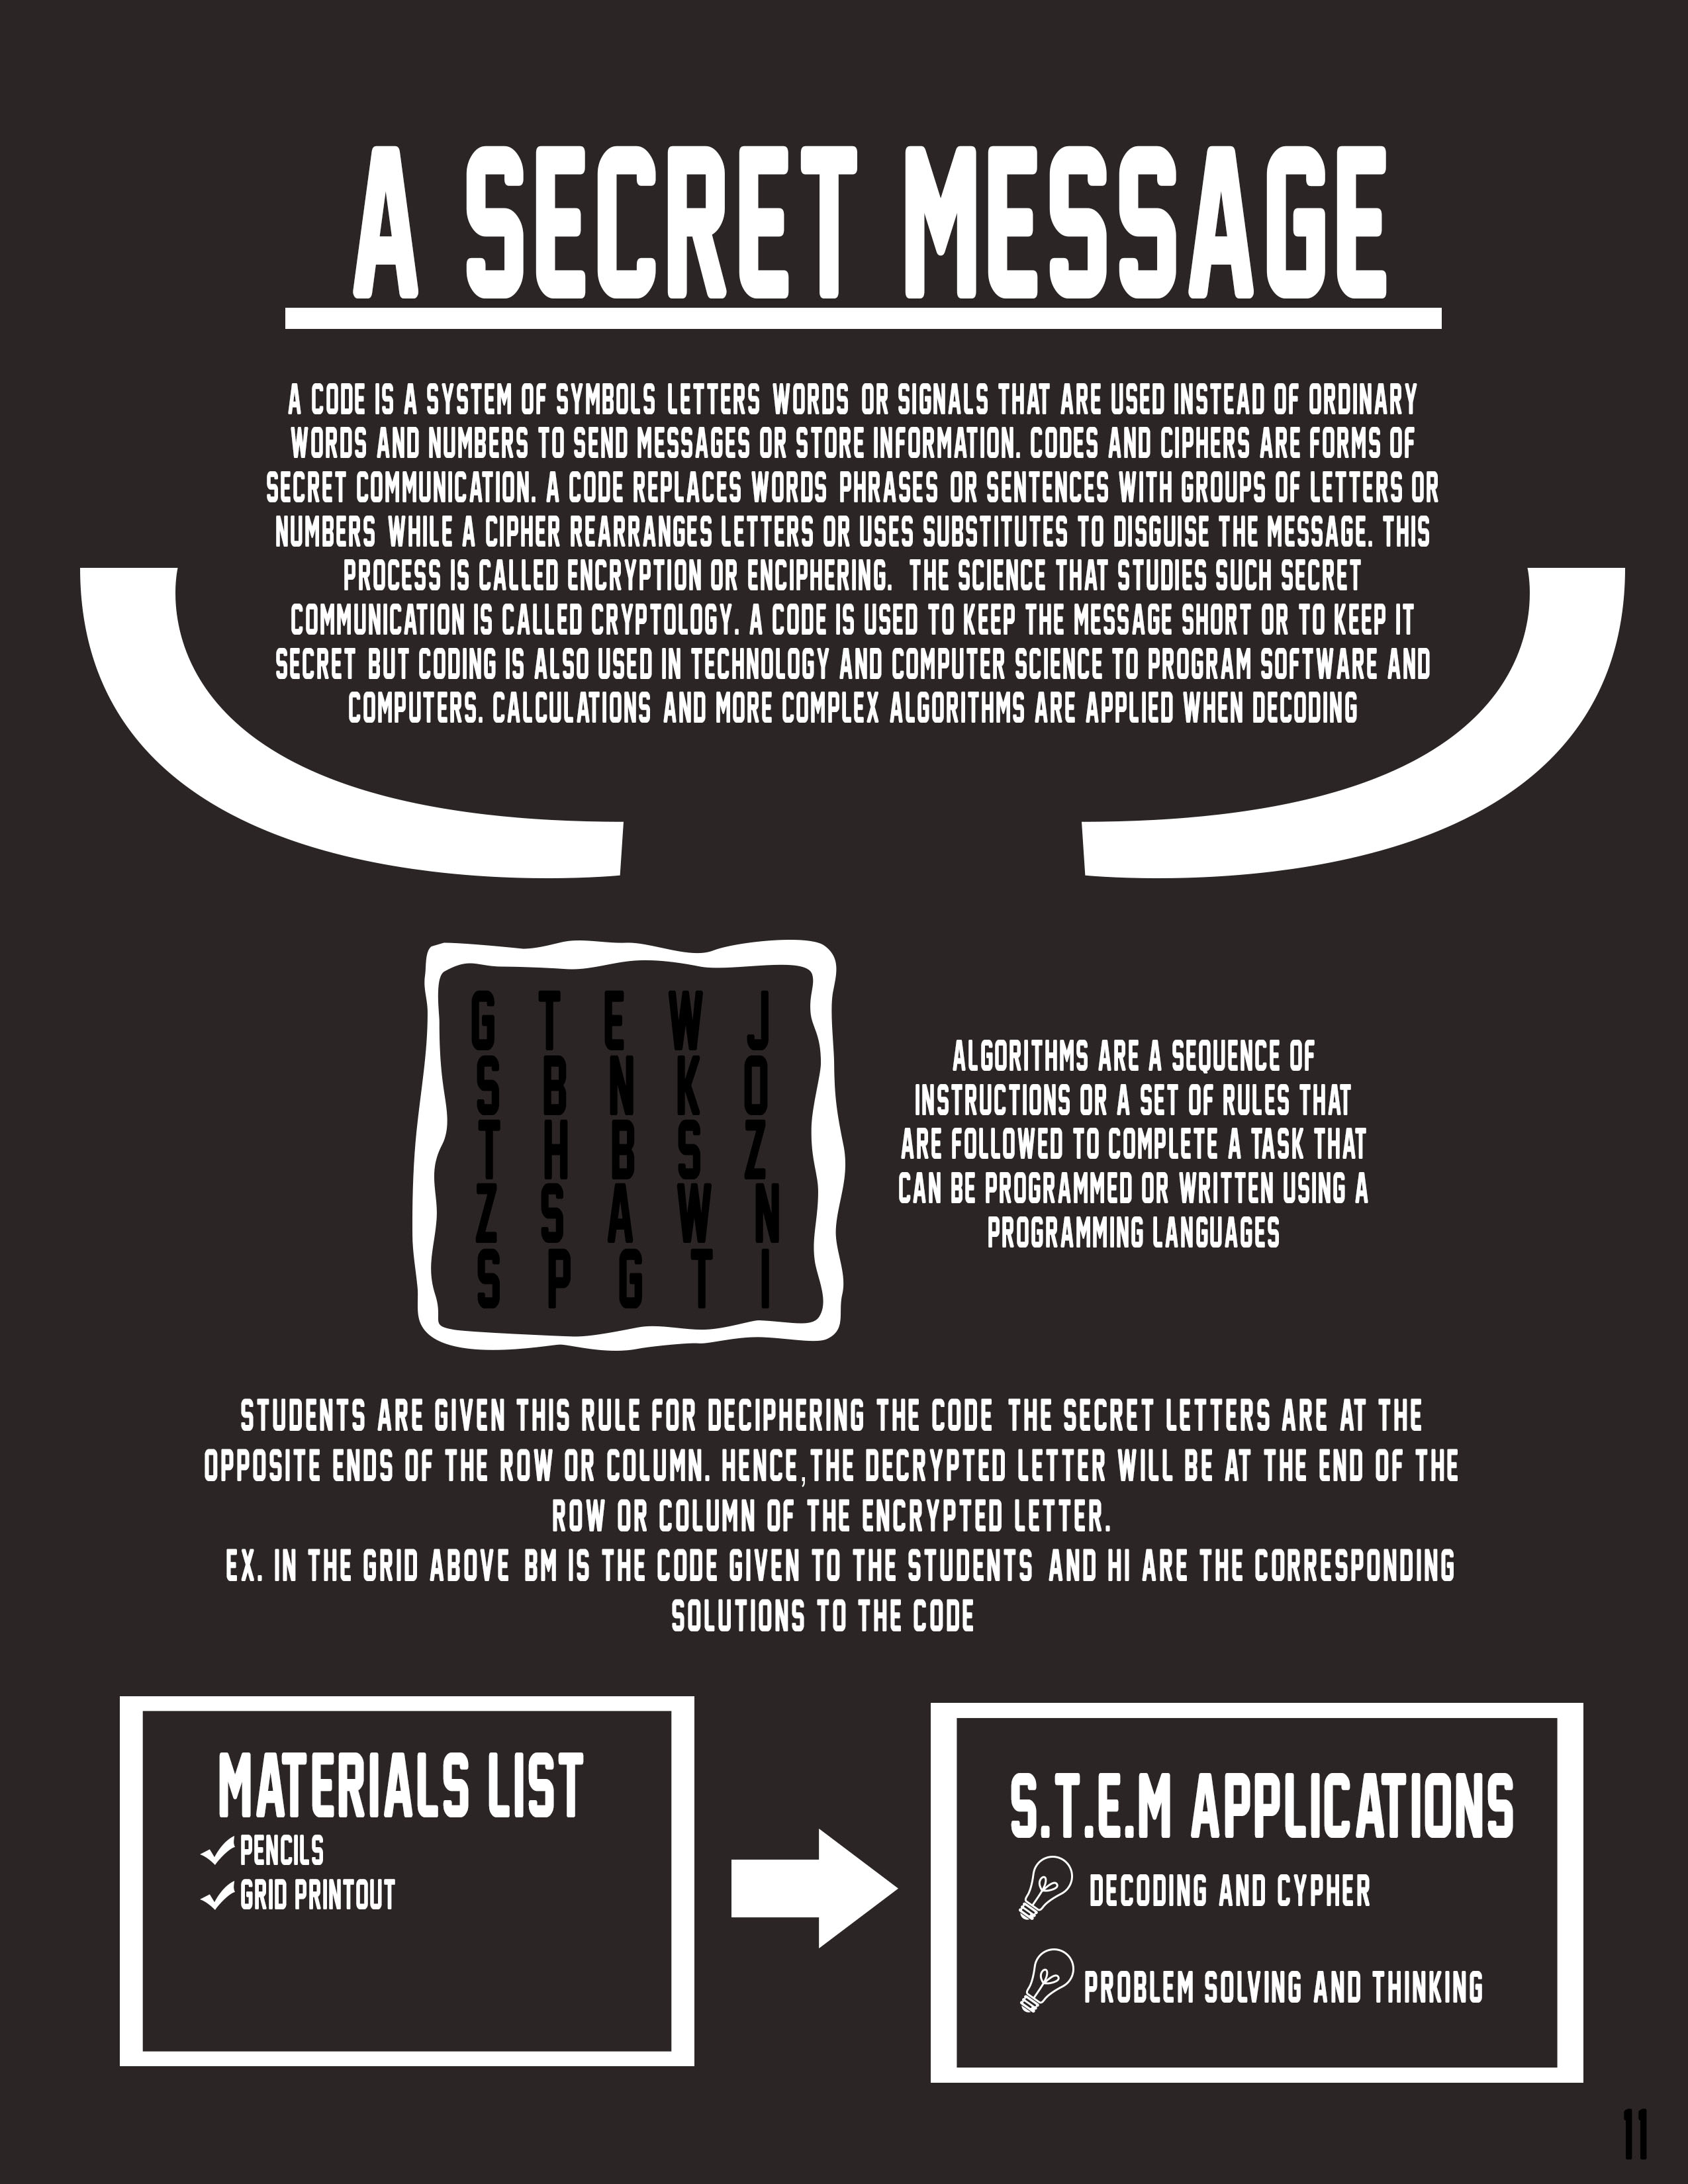 A SECRET MESSAGE
A CODE IS A SYSTEM OF SYMBOLS LETTERS WORDS OR SIGNALS THAT ARE USED INSTEAD OF ORDINARY
WORDS AND NUMBERS TO SEND MESSAGES OR STORE INFORMATION. CODES AND CIPHERS ARE FORMS OF
SECRET COMMUNICATION. A CODE REPLACES WORDS PHRASES OR SENTENCES WITH GROUPS OF LETTERS OR
NUMBERS WHILE A CIPHER REARRANGES LETTERS OR USES SUBSTITUTES TO DISGUISE THE MESSAGE. THIS
PROCESS IS CALLED ENCRYPTION OR ENCIPHERING. THE SCIENCE THAT STUDIES SUCH SECRET
COMMUNICATION IS CALLED CRYPTOLOGY. A CODE IS USED TO KEEP THE MESSAGE SHORT OR TO KEEP IT
SECRET BUT CODING IS ALSO USED IN TECHNOLOGY AND COMPUTER SCIENCE TO PROGRAM SOFTWARE AND
COMPUTERS. CALCULATIONS AND MORE COMPLEX ALGORITHMS ARE APPLIED WHEN DECODING
G T E W J
S B N K O
T H B S Z
Z S A W N
S P G T I
ALGORITHMS ARE A SEQUENCE OF
INSTRUCTIONS OR A SET OF RULES THAT
ARE FOLLOWED TO COMPLETE A TASK THAT
CAN BE PROGRAMMED OR WRITTEN USING A
PROGRAMMING LANGUAGES
STUDENTS ARE GIVEN THIS RULE FOR DECIPHERING THE CODE THE SECRET LETTERS ARE AT THE
OPPOSITE ENDS OF THE ROW OR COLUMN. HENCE,THE DECRYPTED LETTER WILL BE AT THE END OF THE
ROW OR COLUMN OF THE ENCRYPTED LETTER.
EX. IN THE GRID ABOVE BM IS THE CODE GIVEN TO THE STUDENTS AND HI ARE THE CORRESPONDING
SOLUTIONS TO THE CODE
MATERIALS LIST
PENCILS
GRID PRINTOUT
S.T.E.M APPLICATIONS
DECODING AND CYPHER
PROBLEM SOLVING AND THINKING
11